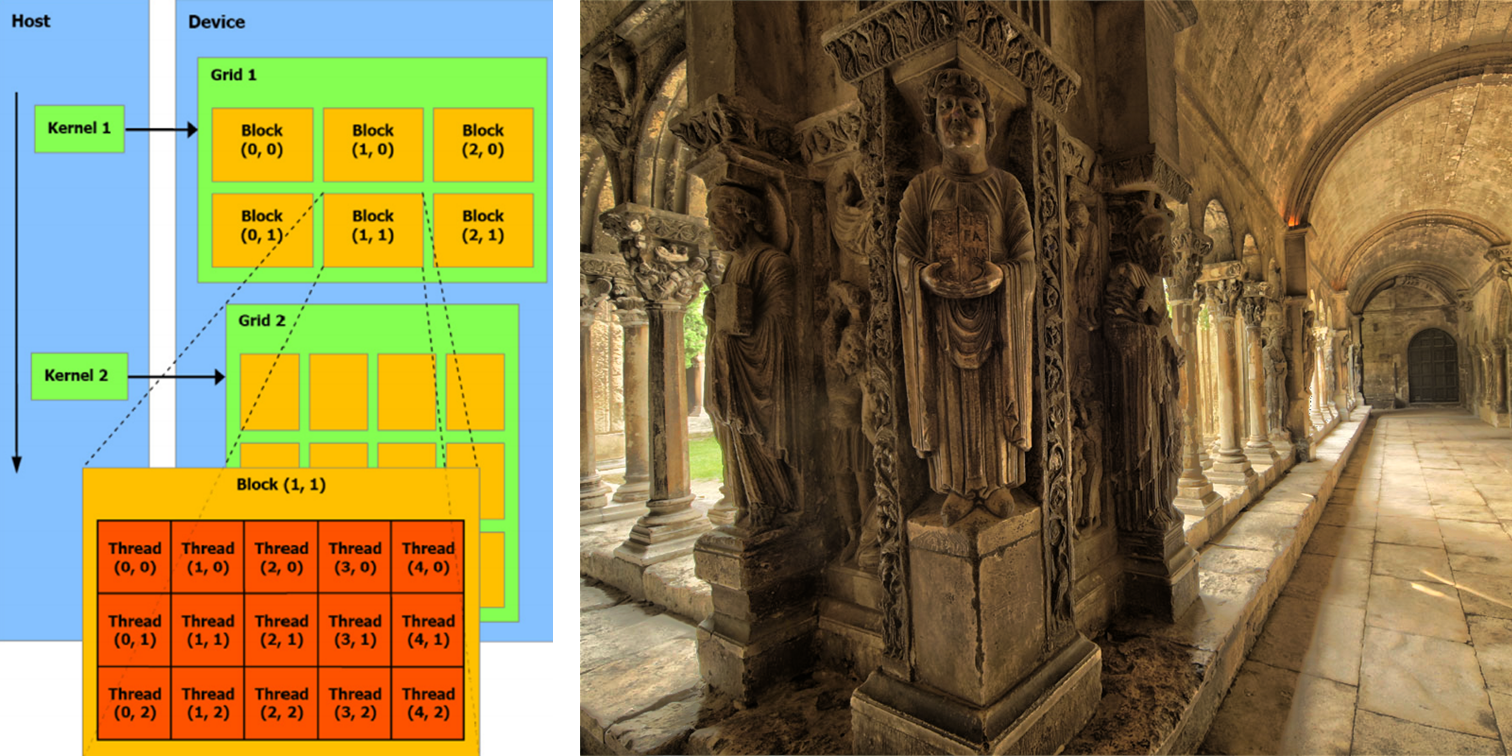 Host
Device
Grid 1
Kernel 1
Block
(0, 0)
Block
(1, 0)
Block
(2, 0)
Block
(0, 1)
Block
(1, 1)
Block
(2, 1)
Grid 2
Kernel 2
Block (1, 1)
Thread
(0, 0)
Thread
(1, 0)
Thread
(2, 0)
Thread
(3, 0)
Thread
(4, 0)
Thread
(0, 1)
Thread
(1, 1)
Thread
(2, 1)
Thread
(3, 1)
Thread
(4, 1)
Thread
(0, 2)
Thread
(1, 2)
Thread
(2, 2)
Thread
(3, 2)
Thread
(4, 2)